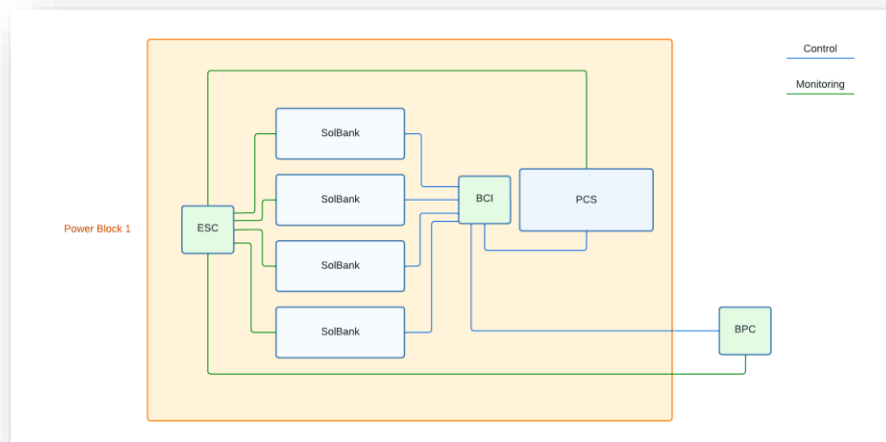 Control
Monitoring
SolBank
SolBank
BCI
PCS
ESC
Power Block 1
SolBank
SolBank
BPC